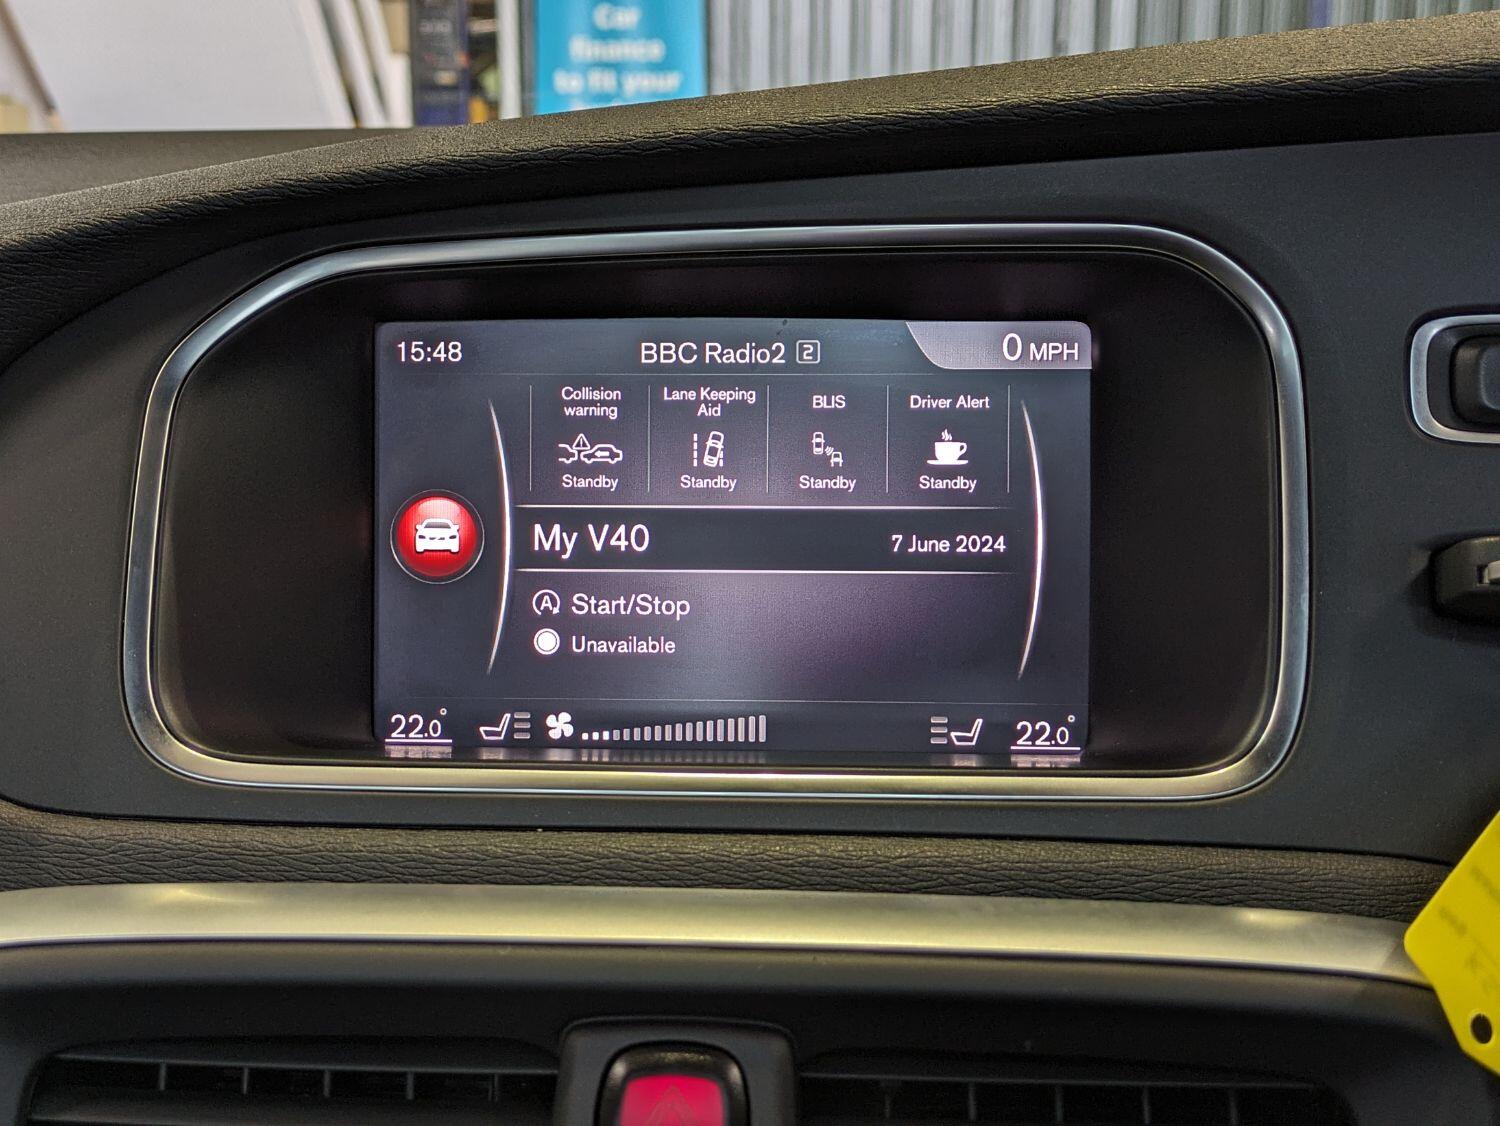 Car
finance
to fit your
15:48
BBC Radio2 2
0 MPH
Collision
warning
Lane Keeping
Aid
BLIS
Driver Alert
Standby
Standby
Standby
Standby
My V40
7 June 2024
A Start/Stop
Unavailable
22.0°
22.0°